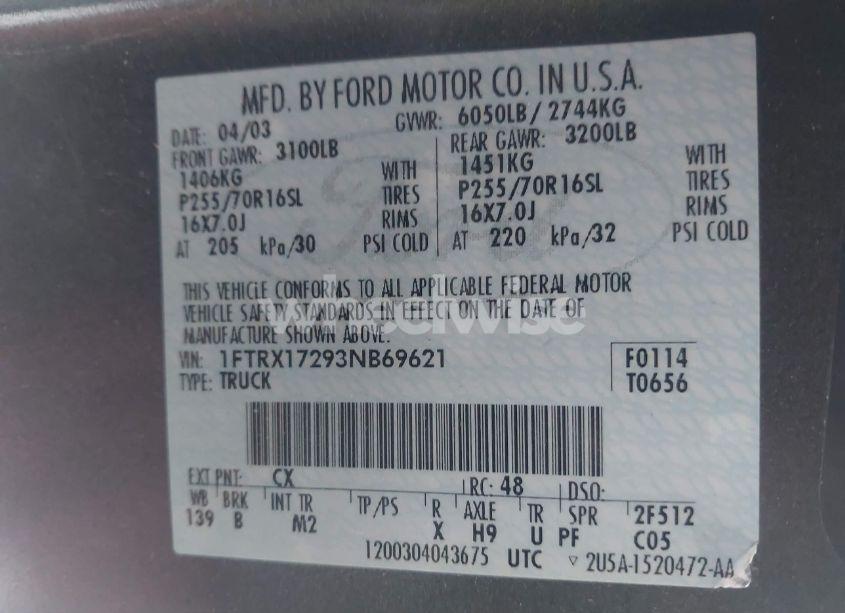 MFD. BY FORD MOTOR CO. IN U.S.A.
DATE: 04/03 GVWR: 6050LB/ 2744KG
FRONT GAWR: 3100LB REAR GAWR: 3200LB
1406KG WITH 1451KG WITH
P255/70R16SL TIRES P255/70R16SL TIRES
16X7.0J RIMS 16X7.0J RIMS
AT 205 kPa/30 PSI COLD AT 220 kPa/32 PSI COLD
THIS VEHICLE CONFORMS TO ALL APPLICABLE FEDERAL MOTOR
VEHICLE SAFETY STANDARDS IN EFFECT ON THE DATE OF
wheelwise
MANUFACTURE SHOWN ABOVE.
VIN: 1FTRX17293NB69621 F0114
TYPE: TRUCK T0656
EXT PNT: CX RC: 48 DSO:
WB BRK INT TR TP/PS R AXLE TR SPR 2F512
139 B M2 X H9 U PF C05
1200304043675 UTC ▽ 2U5A-1520472-AA